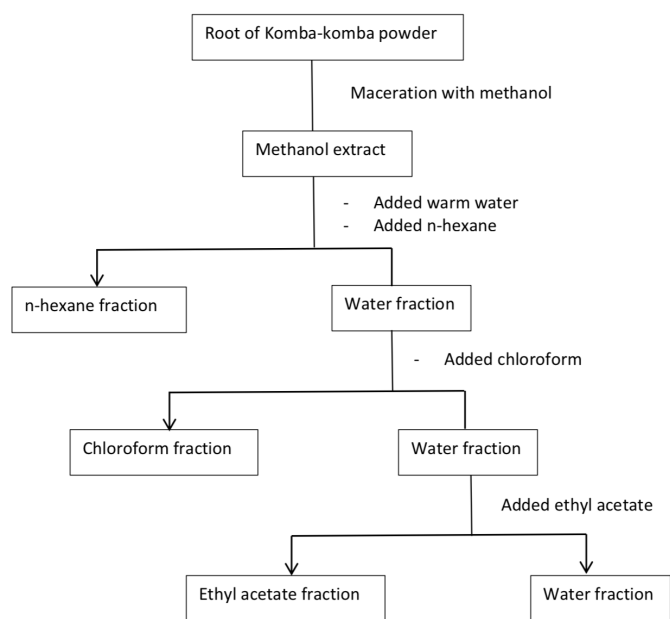 Root of Komba-komba powder
Maceration with methanol
Methanol extract
- Added warm water
- Added n-hexane
n-hexane fraction
Water fraction
- Added chloroform
Chloroform fraction
Water fraction
Added ethyl acetate
Ethyl acetate fraction
Water fraction